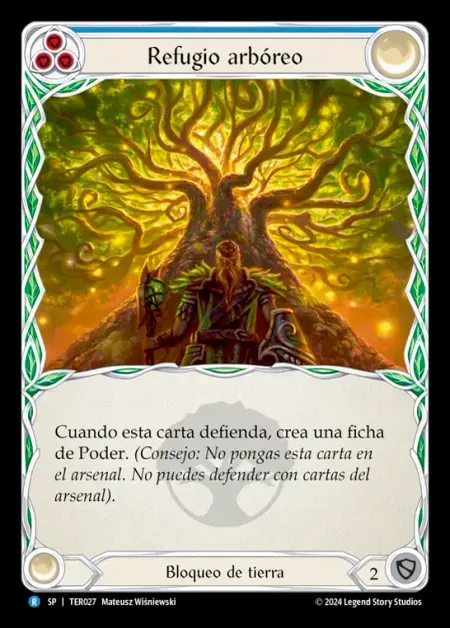 Refugio arbóreo
Cuando esta carta defienda, crea una ficha
de Poder. (Consejo: No pongas esta carta en
el arsenal. No puedes defender con cartas del
arsenal).
Bloqueo de tierra
2
R SP | TER027 Mateusz Wiśniewski © 2024 Legend Story Studios